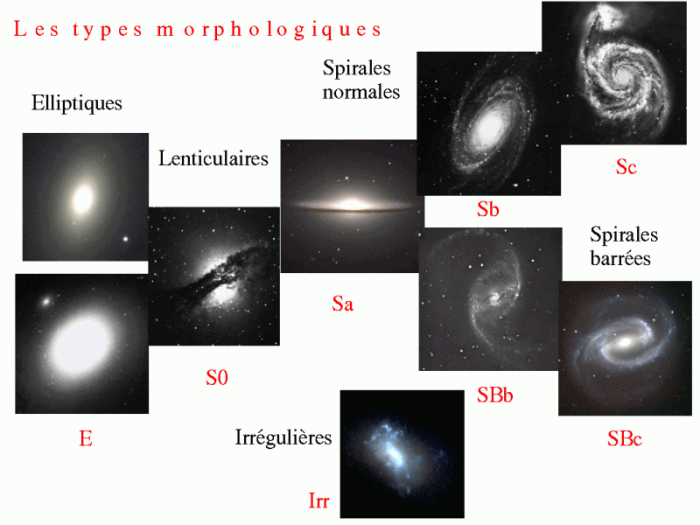 Les types morphologiques
Spirales
normales
Elliptiques
Lenticulaires
Sc
Sb
Spirales
barrées
Sa
S0
SBb
E
Irrégulières
SBc
Irr